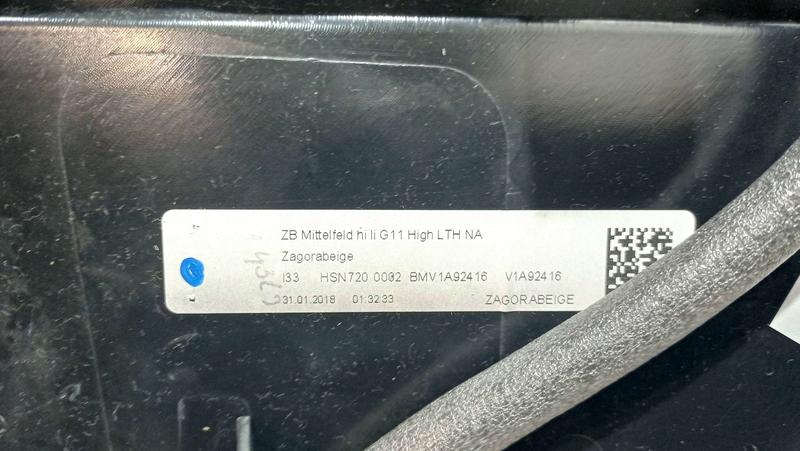 ZB Mittelfeld hi li G11 High LTH NA
Zagorabeige
I33 HSN720 0002 BMV1A92416 V1A92416
31.01.2018 01:32:33 ZAGORABEIGE